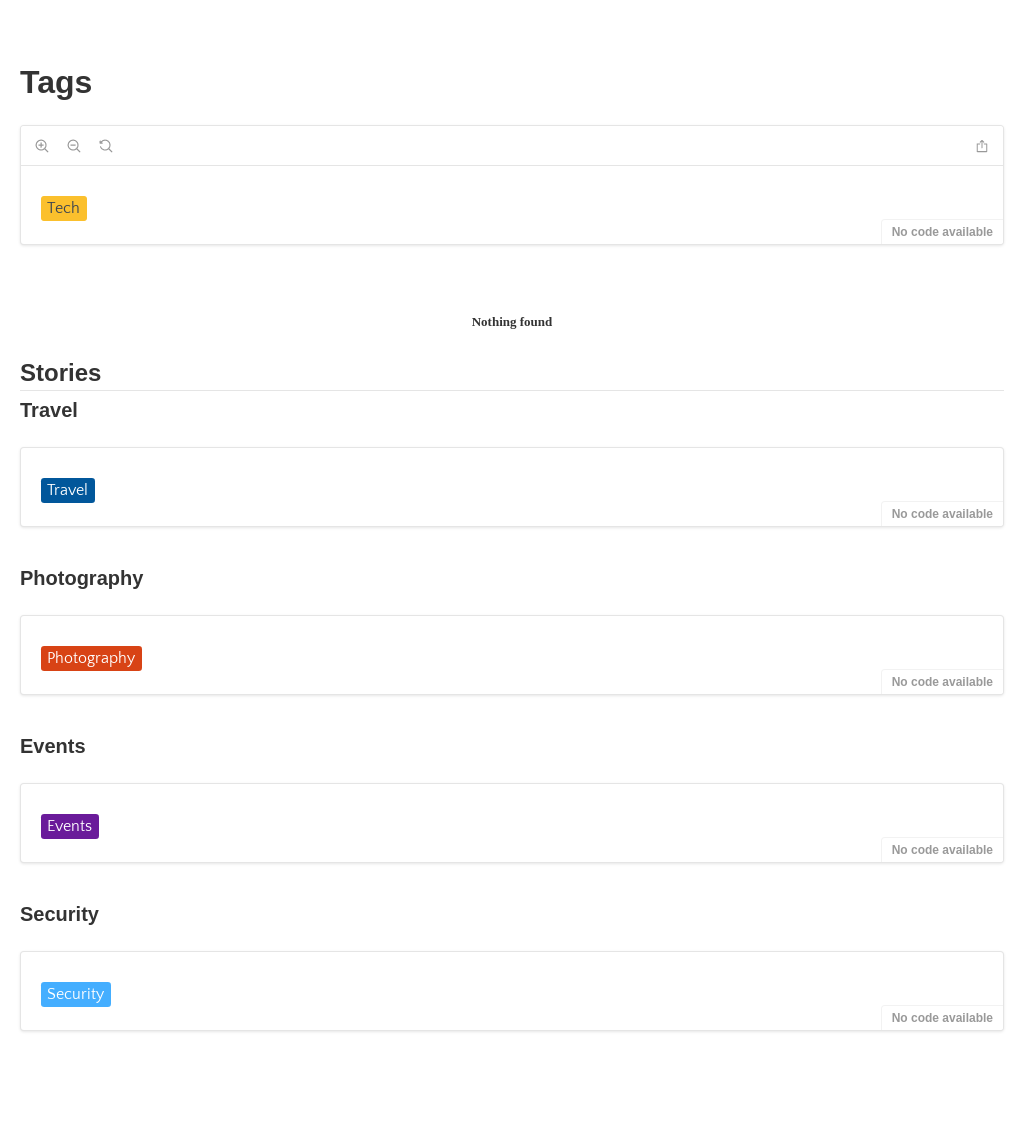 Tags
Tech
No code available
Nothing found
Stories
Travel
Travel
No code available
Photography
Photography
No code available
Events
Events
No code available
Security
Security
No code available